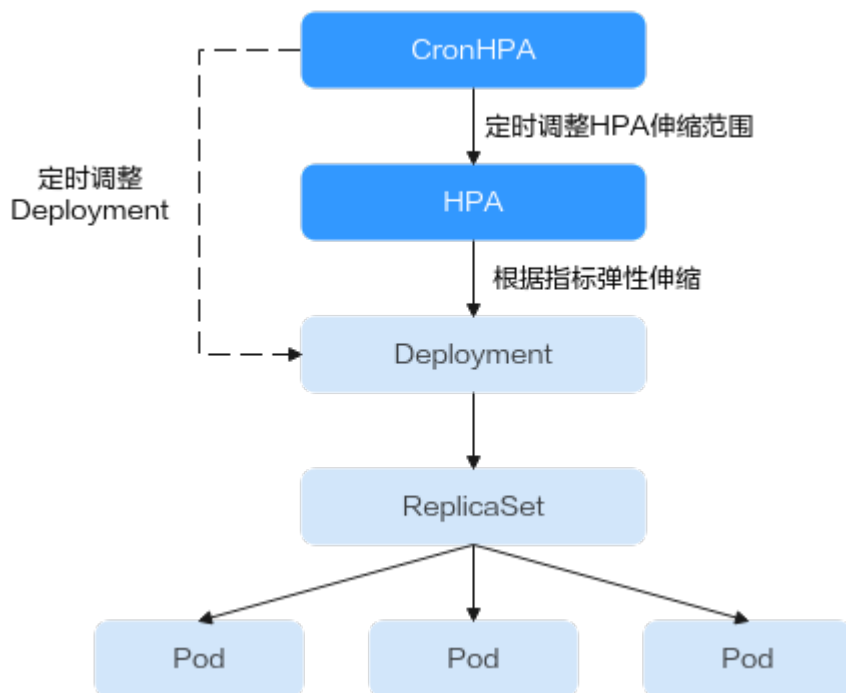 CronHPA
定时调整HPA伸缩范围
定时调整
Deployment
HPA
根据指标弹性伸缩
Deployment
ReplicaSet
Pod
Pod
Pod